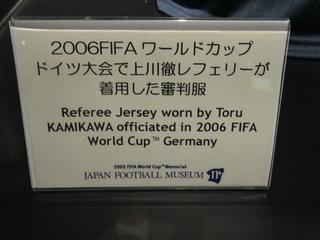 2006FIFA ワールドカップ
ドイツ大会で上川徹レフェリーが
着用した審判服
Referee Jersey worn by Toru
KAMIKAWA officiated in 2006 FIFA
World Cup™ Germany
2002 FIFA World Cup™ Memorial
JAPAN FOOTBALL MUSEUM 11+